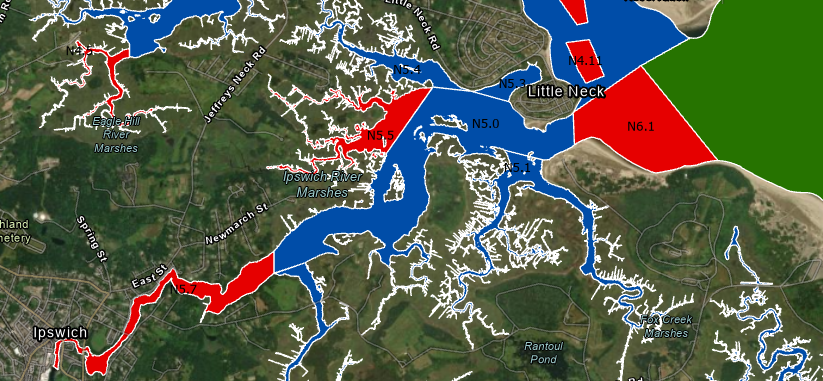 Little Neck Rd
N4.11
Jeffreys Neck Rd
N5.4
N5.3
Little Neck
Eagle Hill
River
Marshes
N5.5
N5.0
N6.1
N5.1
Ipswich River
Marshes
Newmarch St
Spring St
East St
N5.7
Ipswich
Fox Creek
Marshes
Rantoul
Pond
Rd